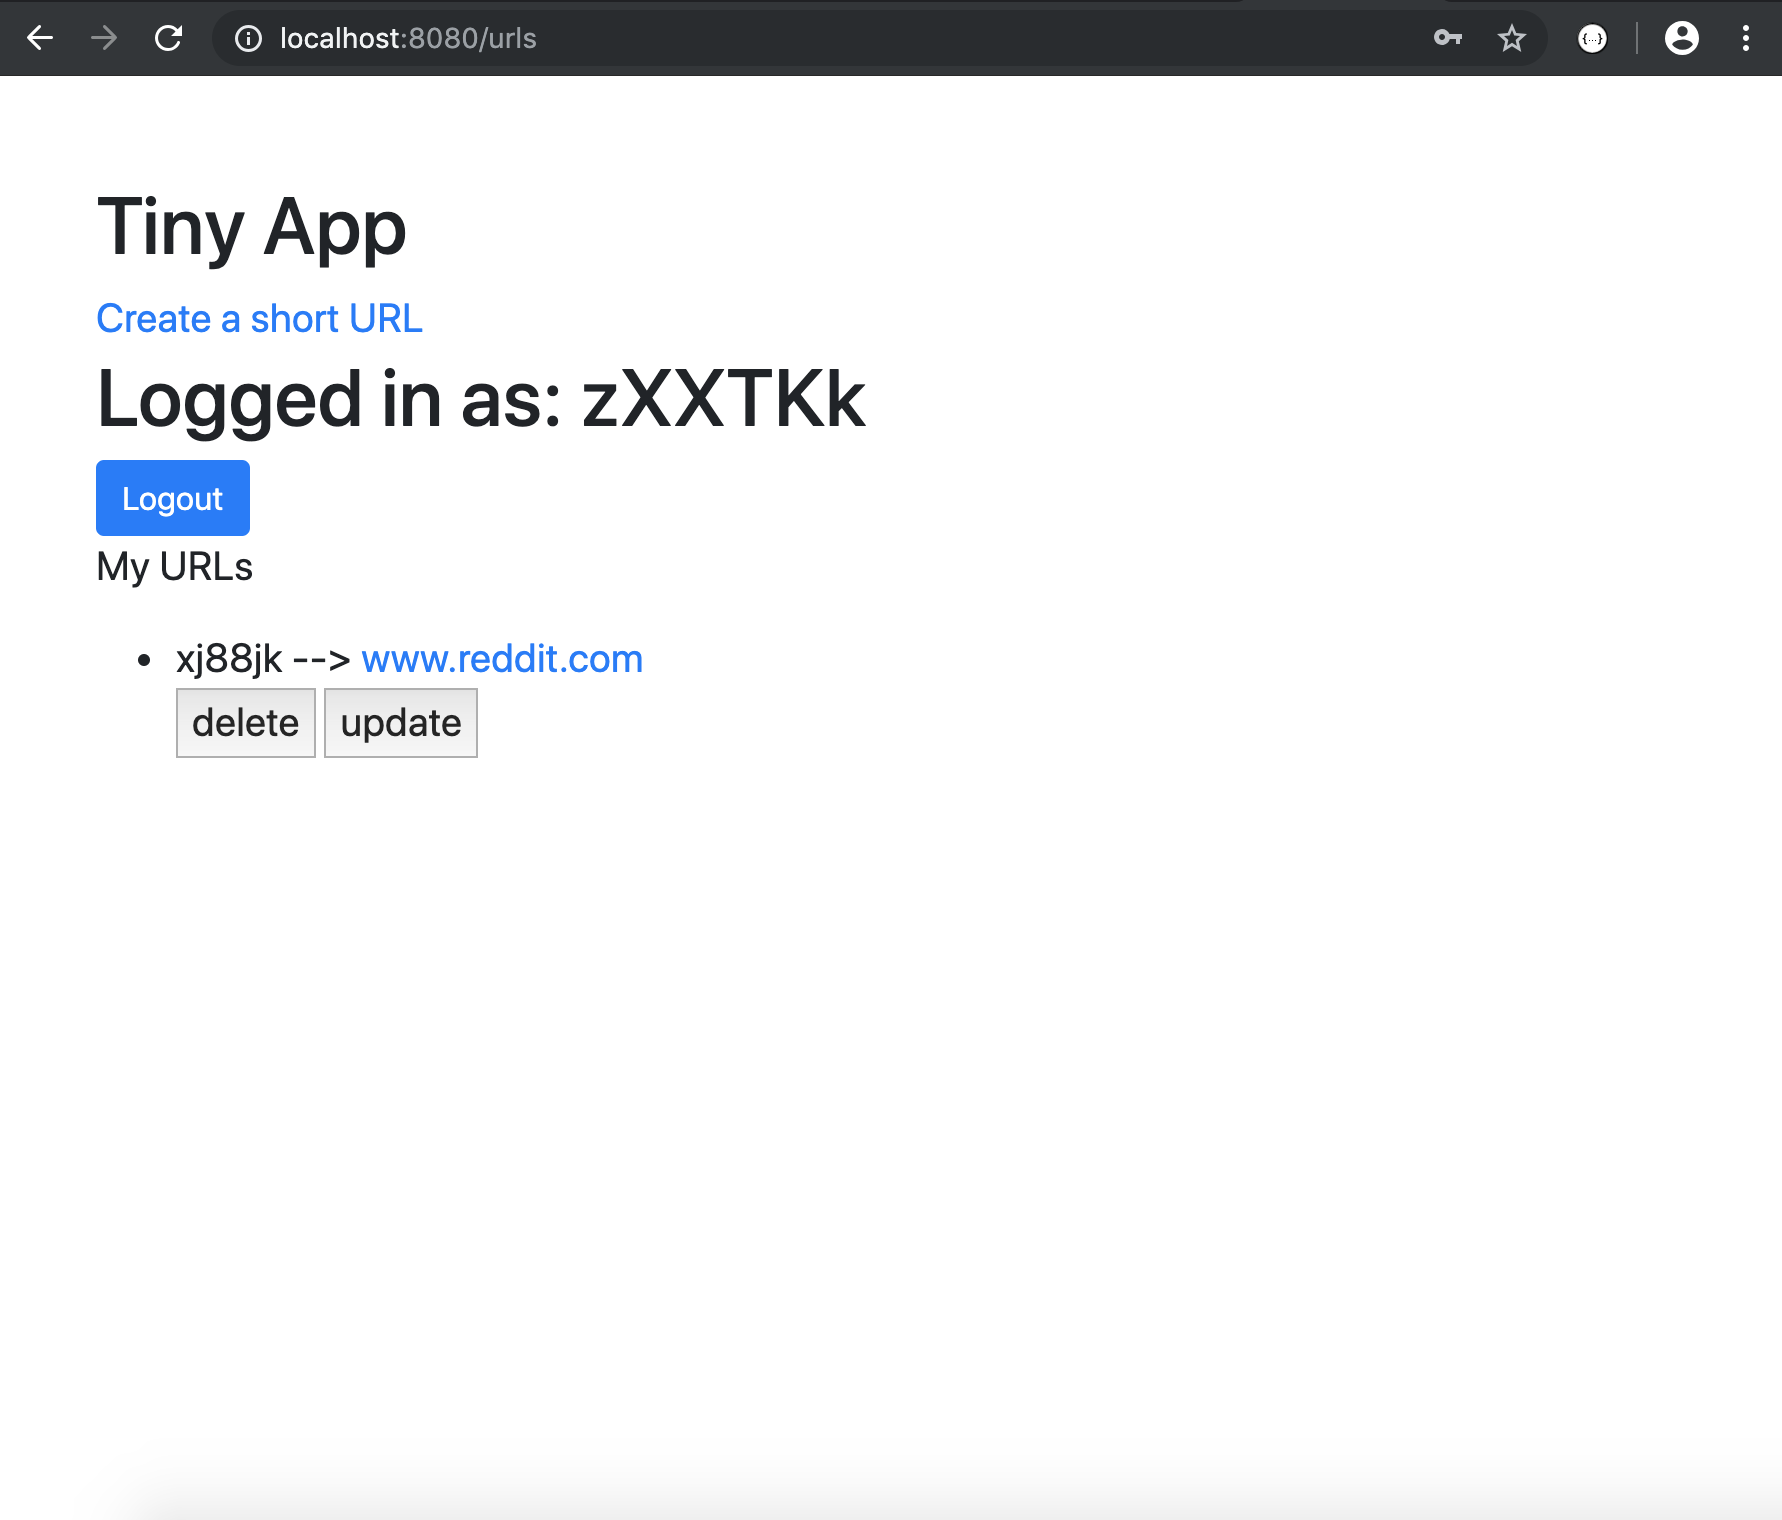 localhost:8080/urls
{...}
Tiny App
Create a short URL
Logged in as: zXXTKk
Logout
My URLs
• xj88jk --> www.reddit.com
delete update